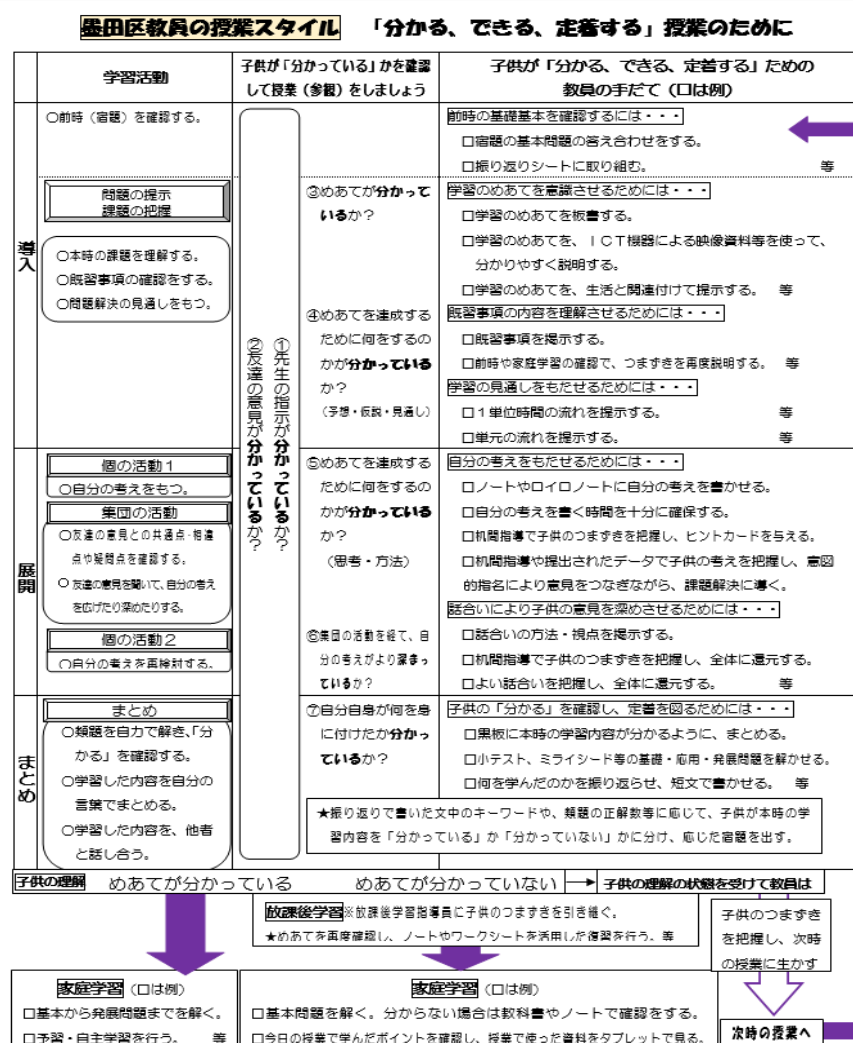 墨田区教員の授業スタイル 「分かる、できる、定着する」授業のために
学習活動
子供が「分かっている」かを確認
して授業（参観）をしましょう
子供が「分かる、できる、定着する」ための
教員の手だて（□は例）
導入
○前時（宿題）を確認する。
問題の提示
課題の把握
○本時の課題を理解する。
○既習事項の確認をする。
○問題解決の見通しをもつ。
①先生の指示が分かっているか？
②友達の意見が分かっているか？
③めあてが分かって
いるか？
④めあてを達成する
ために何をするの
かが分かっている
か？
（予想・仮説・見通し）
前時の基礎基本を確認するには・・・
□宿題の基本問題の答え合わせをする。
□振り返りシートに取り組む。 等
学習のめあてを意識させるためには・・・
□学習のめあてを板書する。
□学習のめあてを、ＩＣＴ機器による映像資料等を使って、
分かりやすく説明する。
□学習のめあてを、生活と関連付けて提示する。 等
既習事項の内容を理解させるためには・・・
□既習事項を掲示する。
□前時や家庭学習の確認で、つまずきを再度説明する。 等
学習の見通しをもたせるためには・・・
□１単位時間の流れを提示する。 等
□単元の流れを提示する。 等
展開
個の活動１
○自分の考えをもつ。
集団の活動
○友達の意見との共通点・相違
点や疑問点を確認する。
○友達の意見を聞いて、自分の考え
を広げたり深めたりする。
個の活動２
○自分の考えを再検討する。
⑤めあてを達成する
ために何をするの
かが分かっている
か？
（思考・方法）
⑥集団の活動を経て、自
分の考えがより深まっ
ているか？
自分の考えをもたせるためには・・・
□ノートやロイロノートに自分の考えを書かせる。
□自分の考えを書く時間を十分に確保する。
□机間指導で子供のつまずきを把握し、ヒントカードを与える。
□机間指導や提出されたデータで子供の考えを把握し、意図
的指名により意見をつなぎながら、課題解決に導く。
話合いにより子供の意見を深めさせるためには・・・
□話合いの方法・視点を掲示する。
□机間指導で子供のつまずきを把握し、全体に還元する。
□よい話合いを把握し、全体に還元する。 等
まとめ
まとめ
○類題を自力で解き、「分
かる」を確認する。
○学習した内容を自分の
言葉でまとめる。
○学習した内容を、他者
と話し合う。
⑦自分自身が何を身
に付けたか分かっ
ているか？
子供の「分かる」を確認し、定着を図るためには・・・
□黒板に本時の学習内容が分かるように、まとめる。
□小テスト、ミライシード等の基礎・応用・発展問題を解かせる。
□何を学んだのかを振り返らせ、短文で書かせる。 等
★振り返りで書いた文中のキーワードや、類題の正解数等に応じて、子供が本時の学
習内容を「分かっている」か「分かっていない」かに分け、応じた宿題を出す。
子供の理解 めあてが分かっている めあてが分かっていない 子供の理解の状態を受けて教員は
放課後学習※放課後学習指導員に子供のつまずきを引き継ぐ。
★めあてを再度確認し、ノートやワークシートを活用した復習を行う。等
子供のつまずき
を把握し、次時
の授業に生かす
家庭学習（□は例）
□基本から発展問題までを解く。
□予習・自主学習を行う。 等
家庭学習（□は例）
□基本問題を解く。分からない場合は教科書やノートで確認をする。
□今日の授業で学んだポイントを確認し、授業で使った資料をタブレットで見る。
次時の授業へ